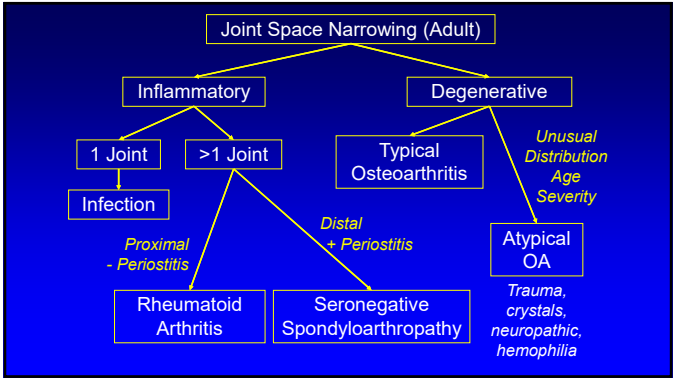 Joint Space Narrowing (Adult)
Inflammatory
Degenerative
1 Joint
>1 Joint
Typical
Osteoarthritis
Unusual
Distribution
Age
Severity
Infection
Proximal
- Periostitis
Distal
+ Periostitis
Atypical
OA
Rheumatoid
Arthritis
Seronegative
Spondyloarthropathy
Trauma,
crystals,
neuropathic,
hemophilia